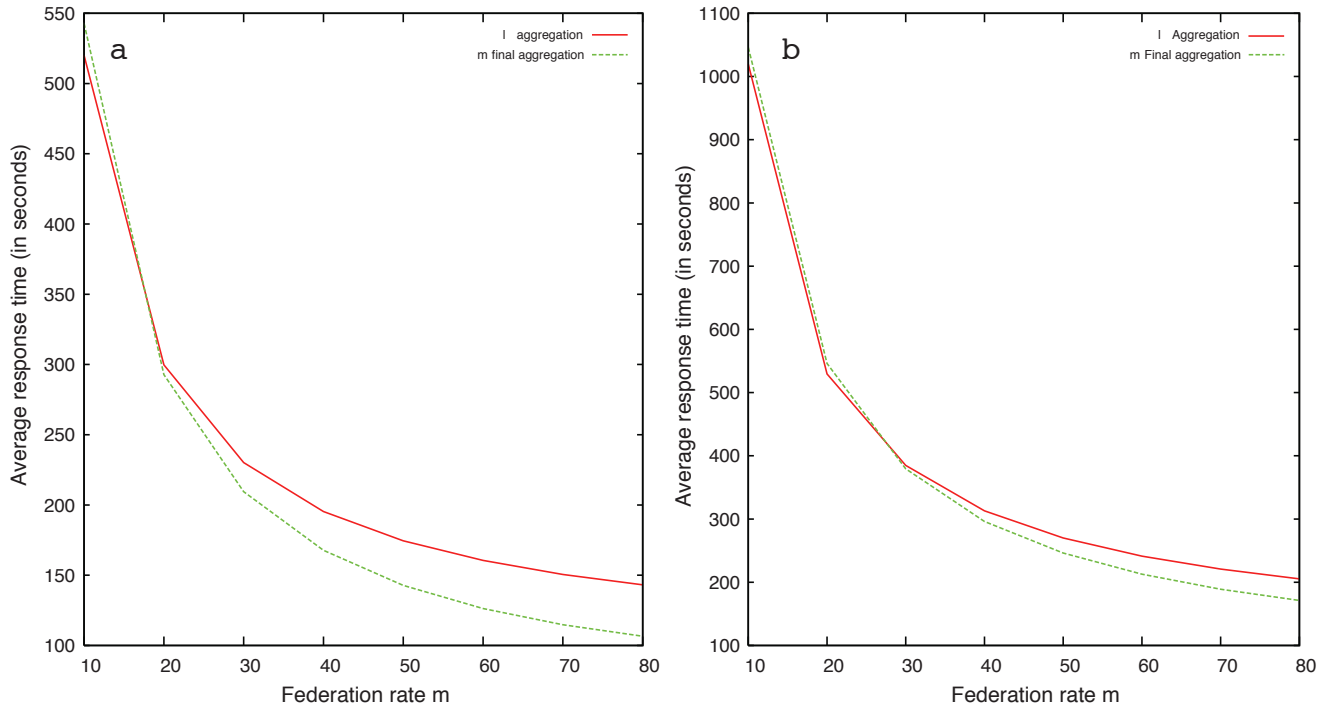 a
l aggregation
m final aggregation
550
500
450
400
350
300
250
200
150
100
10 20 30 40 50 60 70 80
Average response time (in seconds)
Federation rate m
b
l Aggregation
m Final aggregation
1100
1000
900
800
700
600
500
400
300
200
100
10 20 30 40 50 60 70 80
Average response time (in seconds)
Federation rate m